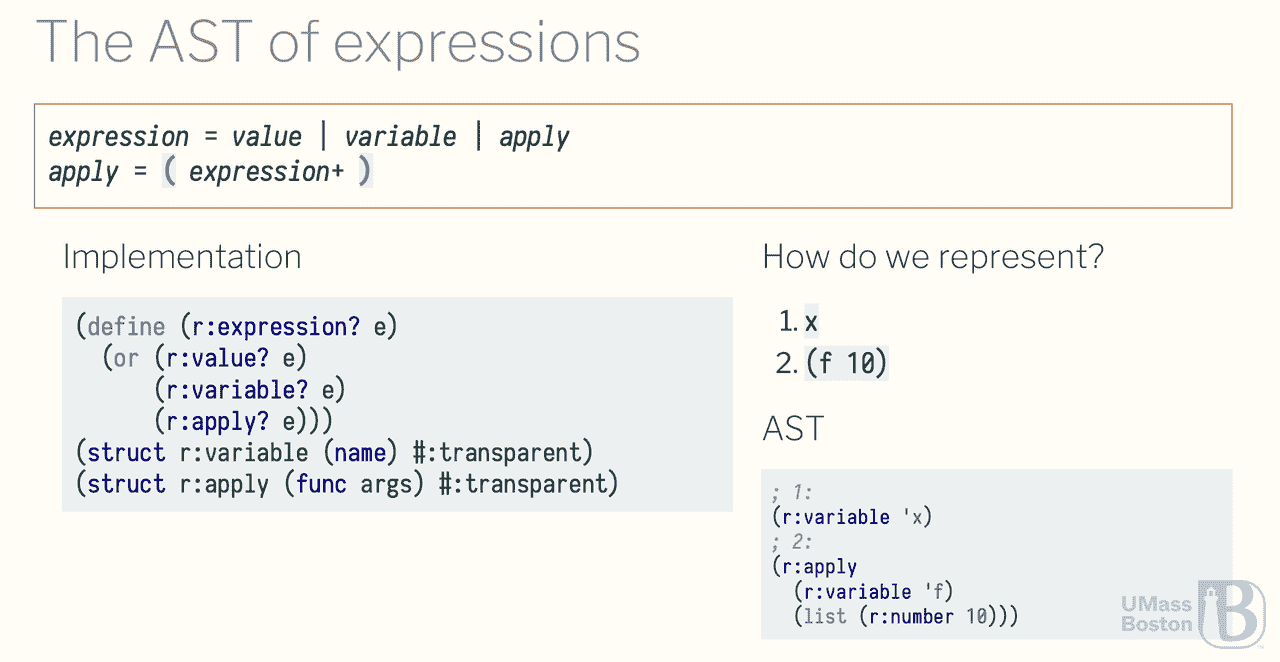 The AST of expressions
expression = value | variable | apply
apply = ( expression+ )
Implementation
(define (r:expression? e)
  (or (r:value? e)
      (r:variable? e)
      (r:apply? e)))
(struct r:variable (name) #:transparent)
(struct r:apply (func args) #:transparent)
How do we represent?
1. x
2. (f 10)
AST
; 1:
(r:variable 'x)
; 2:
(r:apply
  (r:variable 'f)
  (list (r:number 10)))
UMass
Boston
B